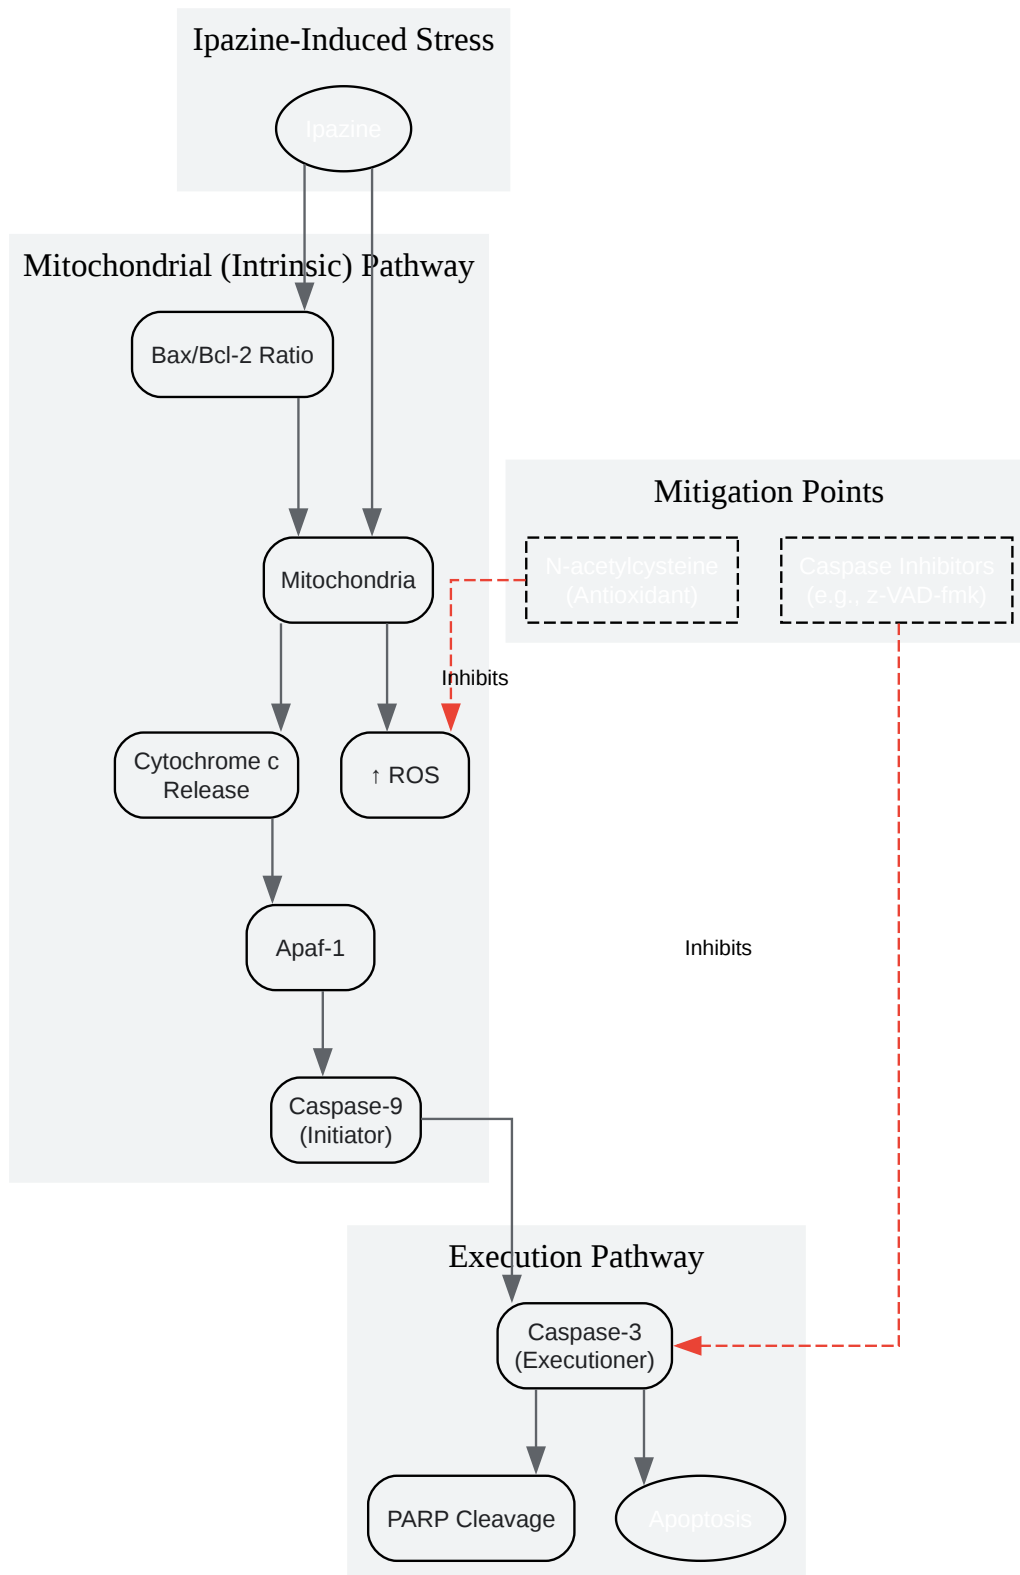 Ipazine-Induced Stress
Ipazine
Mitochondrial (Intrinsic) Pathway
Bax/Bcl-2 Ratio
Mitigation Points
N-acetylcysteine
(Antioxidant)
Caspase Inhibitors
(e.g., z-VAD-fmk)
Mitochondria
Inhibits
Cytochrome c
Release
↑ ROS
Apaf-1
Inhibits
Caspase-9
(Initiator)
Execution Pathway
Caspase-3
(Executioner)
PARP Cleavage
Apoptosis